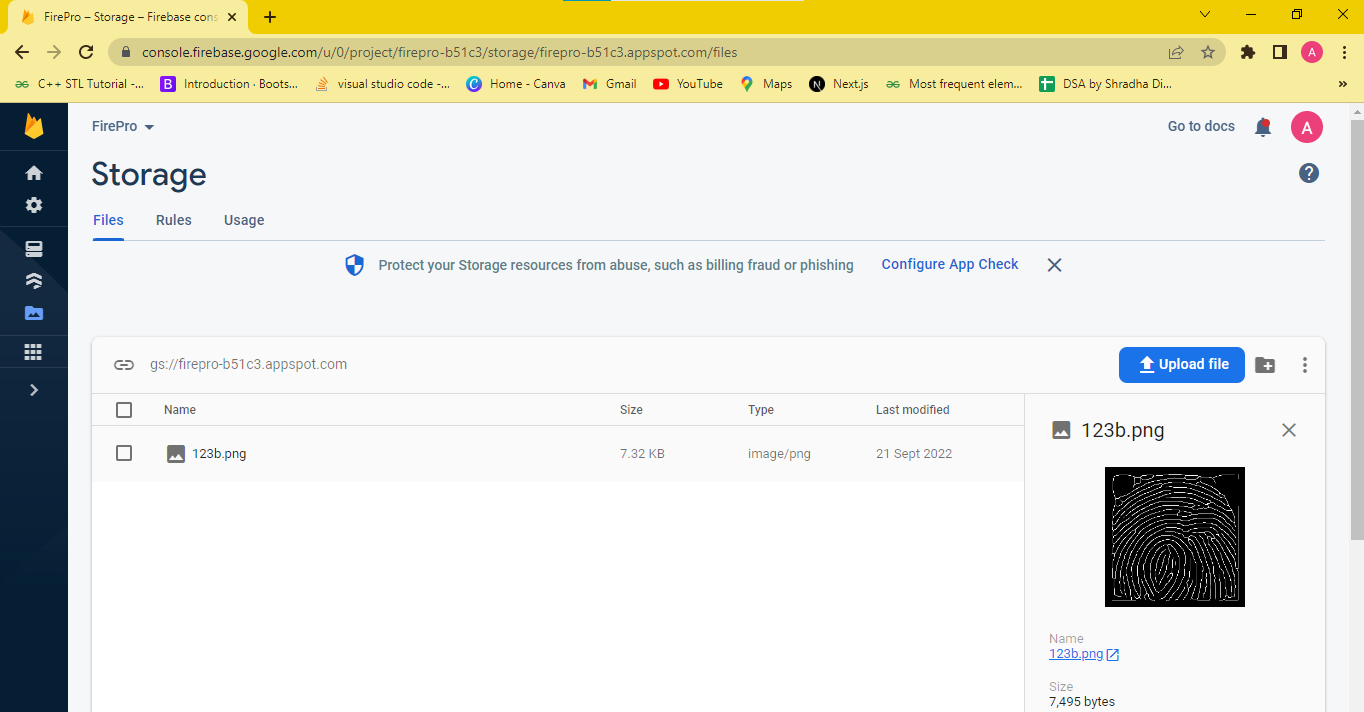 FirePro – Storage – Firebase cons
console.firebase.google.com/u/0/project/firepro-b51c3/storage/firepro-b51c3.appspot.com/files
A
C++ STL Tutorial -... B Introduction · Boots... visual studio code -... Home - Canva Gmail YouTube Maps N Next.js Most frequent elem... DSA by Shradha Di... »
FirePro Go to docs A
Storage ?
Files Rules Usage
Protect your Storage resources from abuse, such as billing fraud or phishing Configure App Check
gs://firepro-b51c3.appspot.com Upload file
Name Size Type Last modified
123b.png 7.32 KB image/png 21 Sept 2022
123b.png
Name
123b.png
Size
7,495 bytes